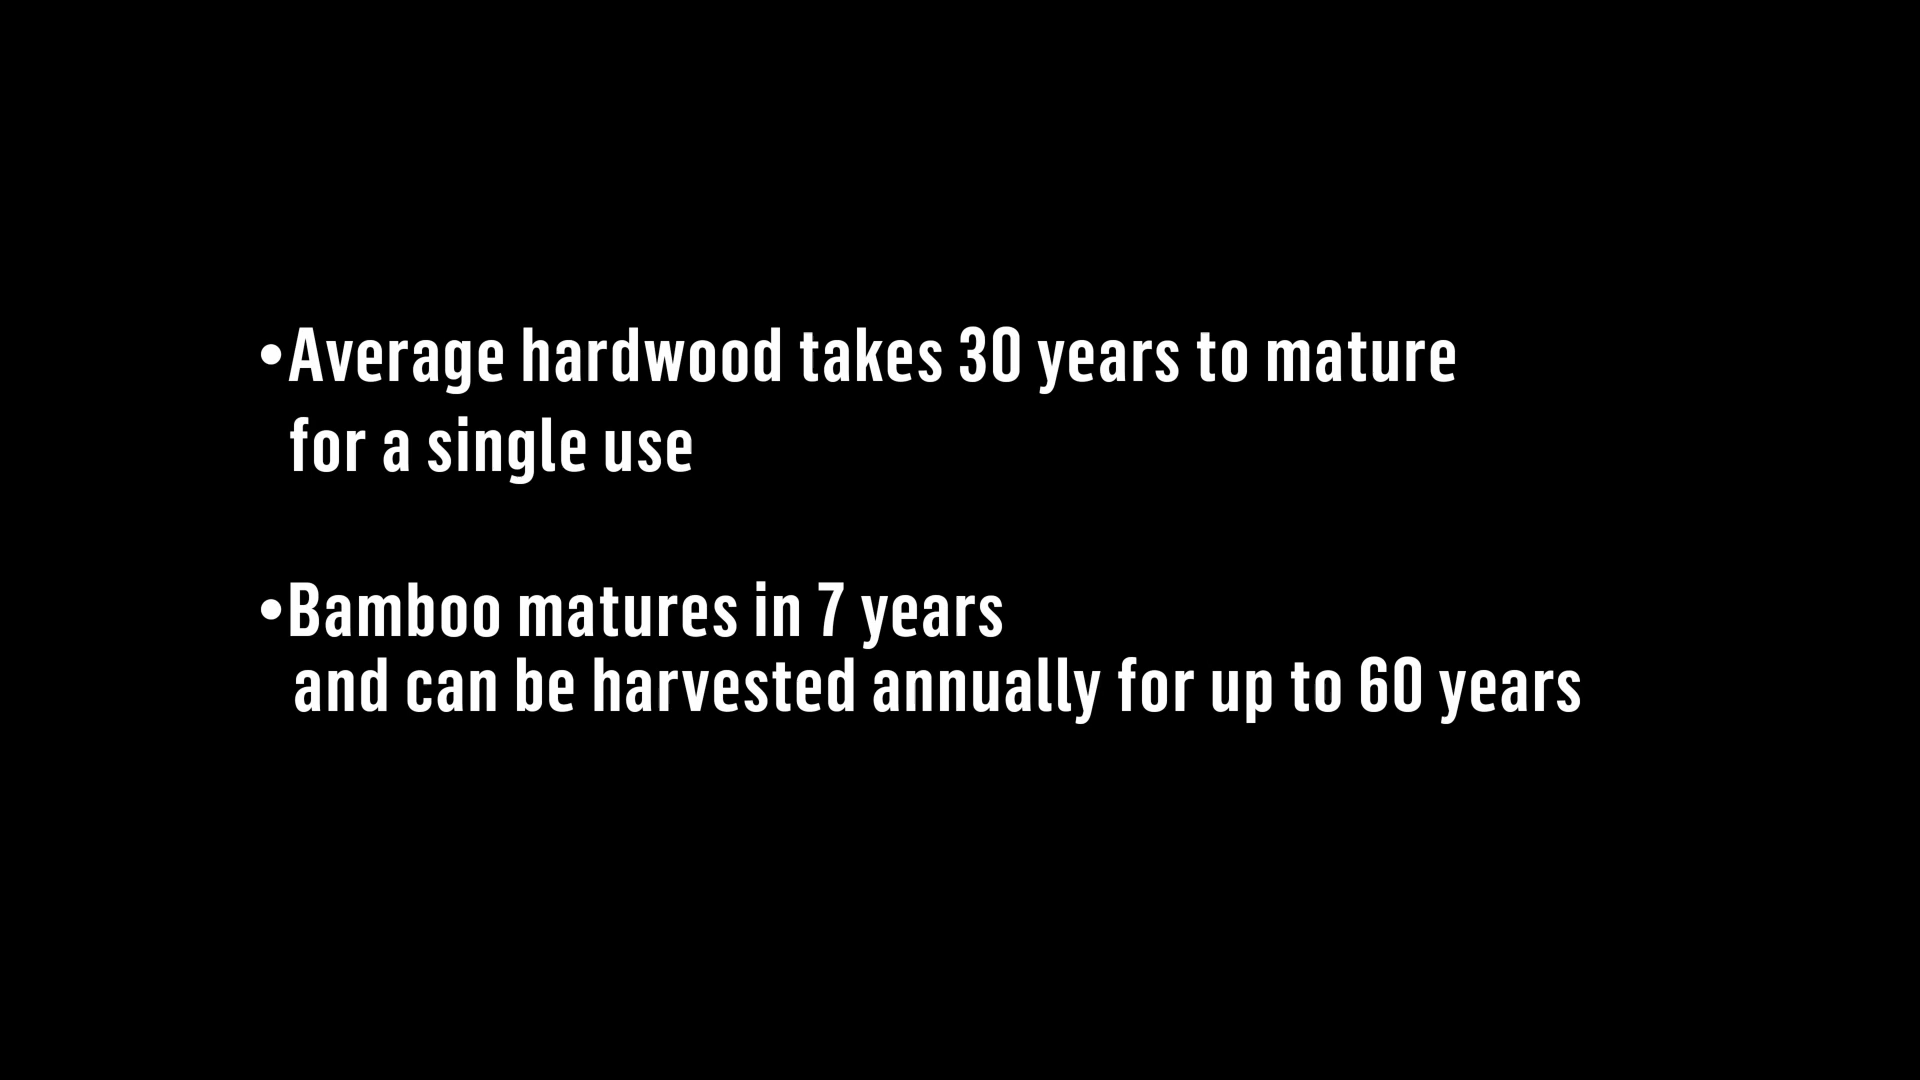 •Average hardwood takes 30 years to mature
for a single use
•Bamboo matures in 7 years
and can be harvested annually for up to 60 years